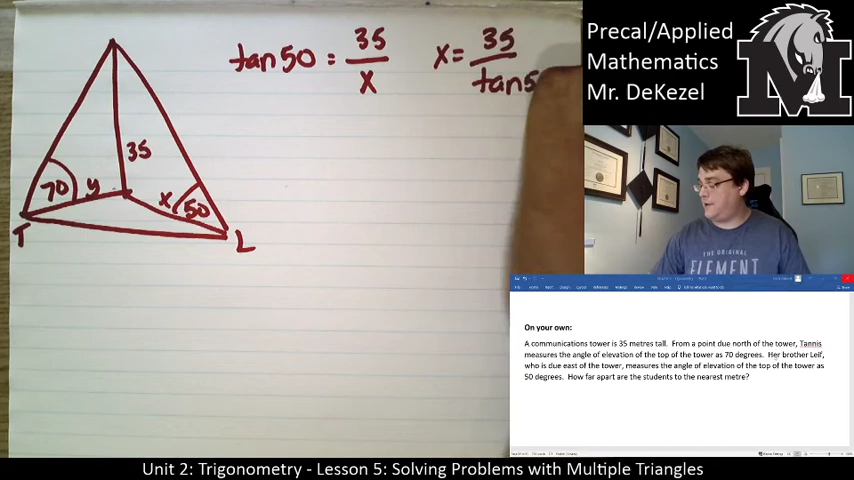 tan 50 = 35/x
x = 35/tan 5
35
70
y
x
50
T
L
Precal/Applied
Mathematics
Mr. DeKezel
M
THE ORIGINAL
ELEMENT
On your own:
A communications tower is 35 metres tall. From a point due north of the tower, Tannis
measures the angle of elevation of the top of the tower as 70 degrees. Her brother Leif,
who is due east of the tower, measures the angle of elevation of the top of the tower as
50 degrees. How far apart are the students to the nearest metre?
Unit 2: Trigonometry - Lesson 5: Solving Problems with Multiple Triangles